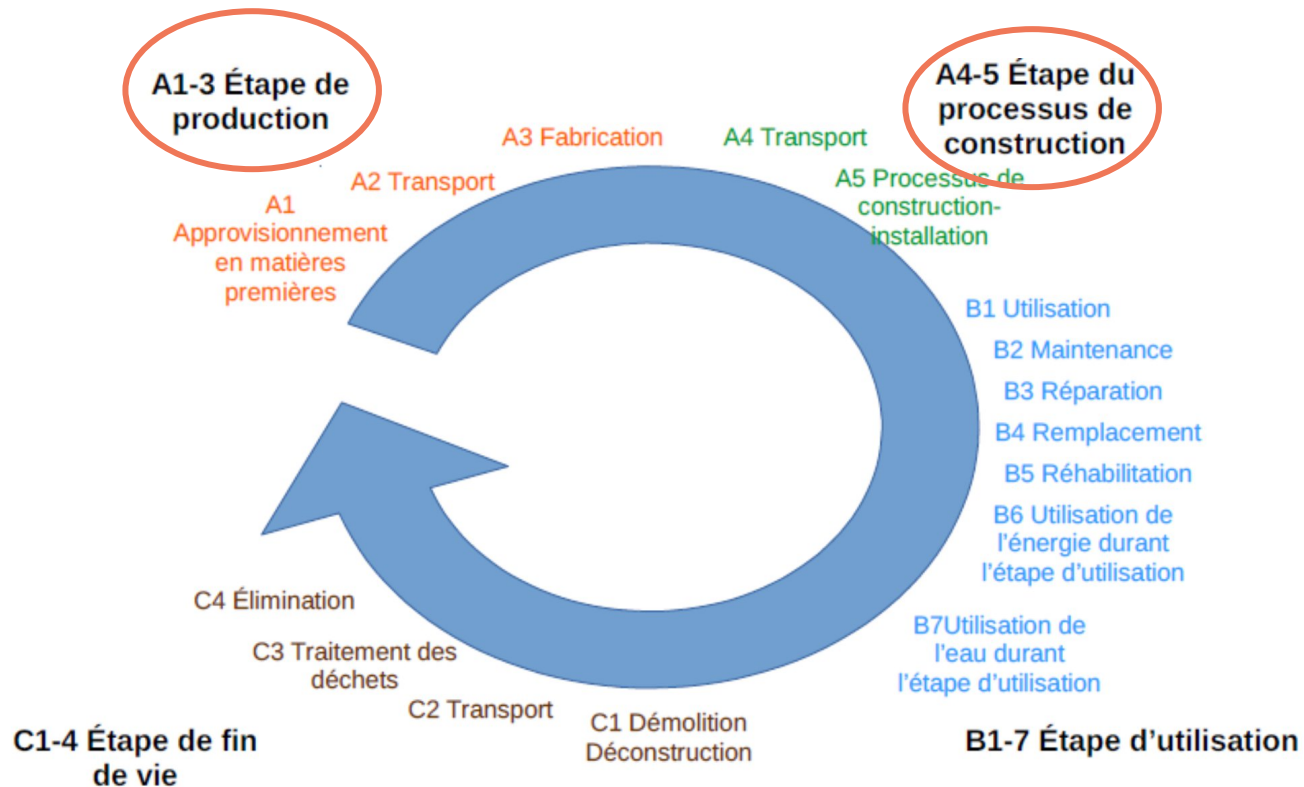 A1-3 Étape de
production
A1
Approvisionnement
en matières
premières
A2 Transport
A3 Fabrication
A4-5 Étape du
processus de
construction
A4 Transport
A5 Processus de
construction-
installation
B1 Utilisation
B2 Maintenance
B3 Réparation
B4 Remplacement
B5 Réhabilitation
B6 Utilisation de
l'énergie durant
l'étape d'utilisation
B7Utilisation de
l'eau durant
l'étape d'utilisation
B1-7 Étape d’utilisation
C1 Démolition
Déconstruction
C2 Transport
C3 Traitement des
déchets
C4 Élimination
C1-4 Étape de fin
de vie